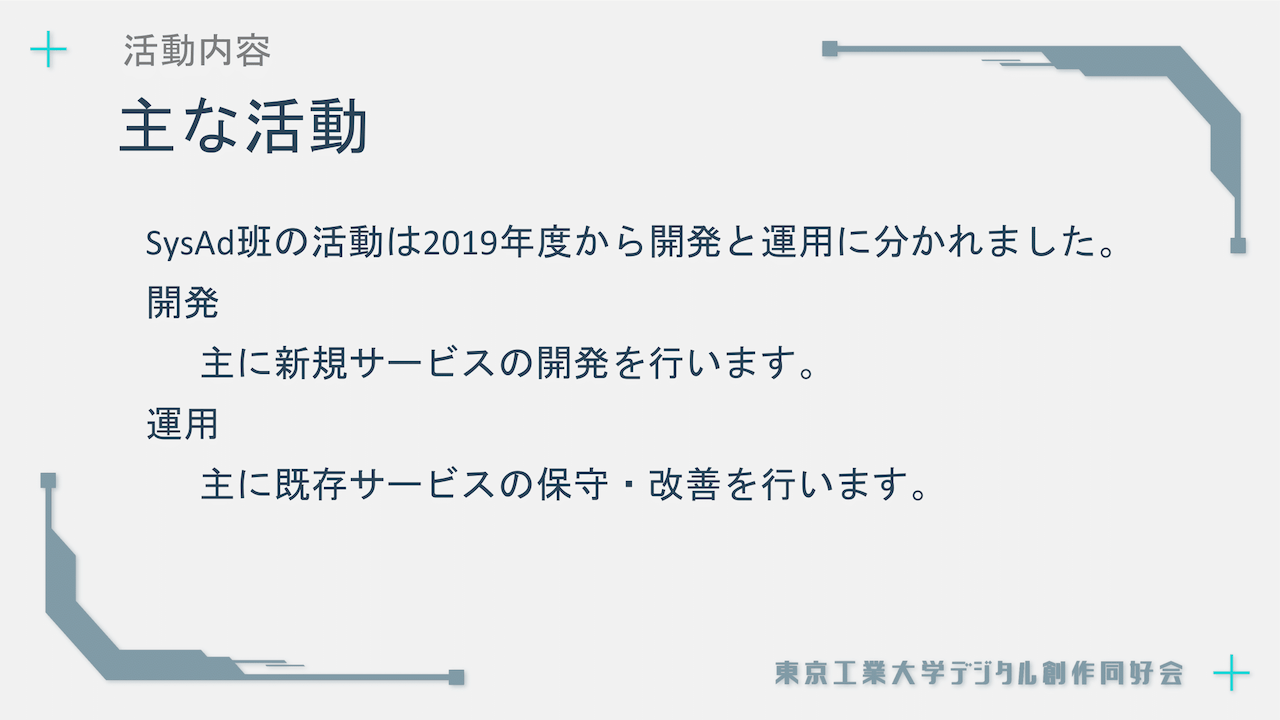 活動内容
主な活動
SysAd班の活動は2019年度から開発と運用に分かれました。
開発
主に新規サービスの開発を行います。
運用
主に既存サービスの保守・改善を行います。
東京工業大学デジタル創作同好会